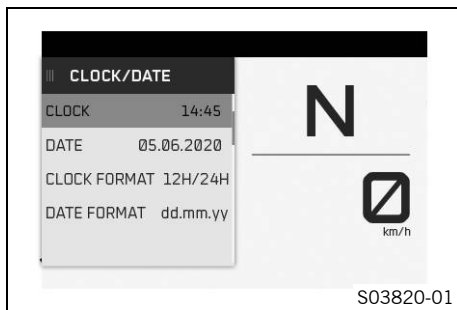 CLOCK/DATE
CLOCK 14:45
DATE 05.06.2020
CLOCK FORMAT 12H/24H
DATE FORMAT dd.mm.yy
N
0
km/h
S03820-01